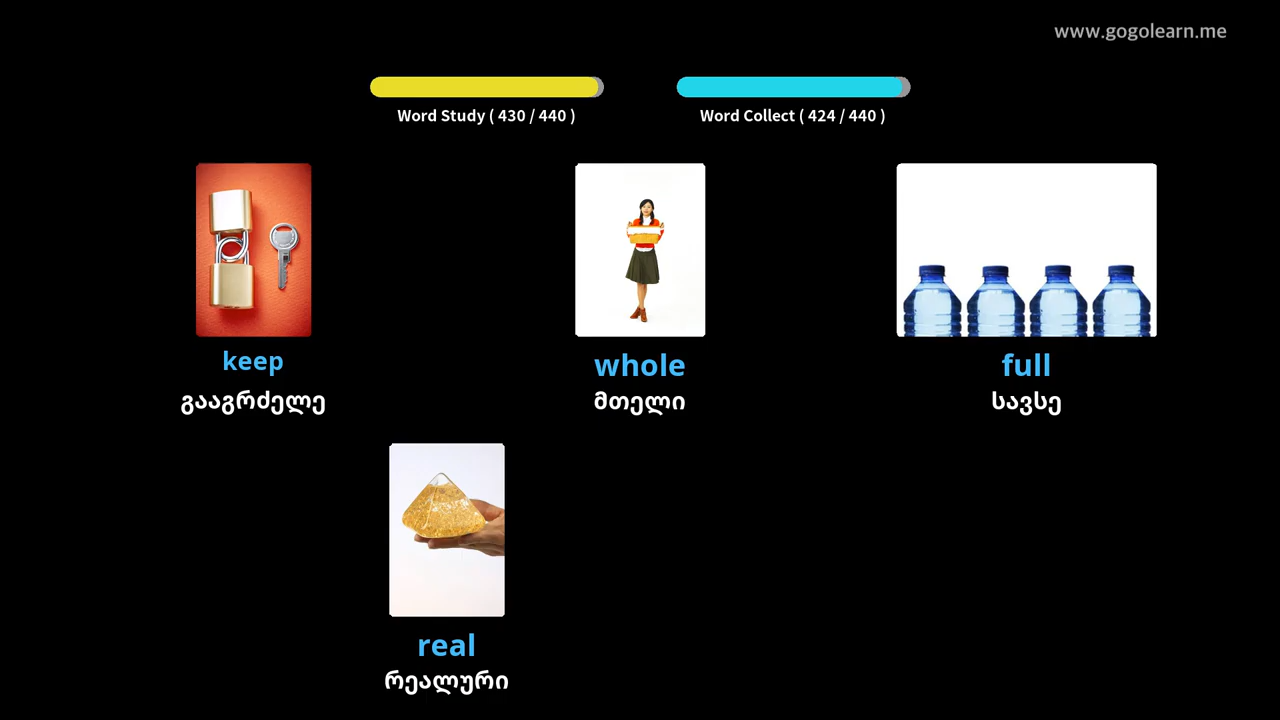 www.gogolearn.me
Word Study ( 430 / 440 )
Word Collect ( 424 / 440 )
keep
გააგრძელე
whole
მთელი
full
სავსე
real
რეალური